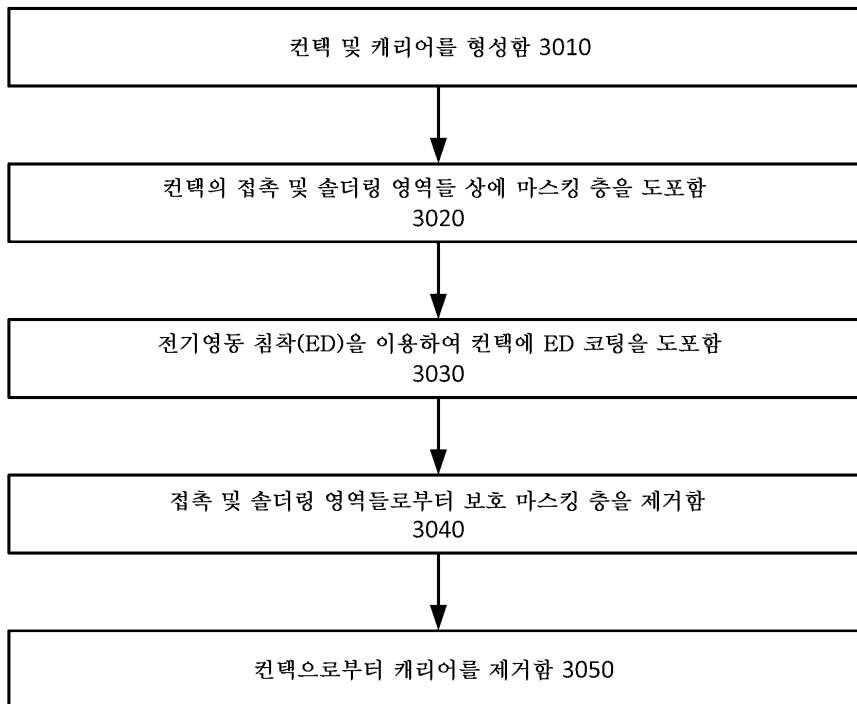 컨택 및 캐리어를 형성함 3010
컨택의 접촉 및 솔더링 영역들 상에 마스킹 층을 도포함
3020
전기영동 침착(ED)을 이용하여 컨택에 ED 코팅을 도포함
3030
접촉 및 솔더링 영역들로부터 보호 마스킹 층을 제거함
3040
컨택으로부터 캐리어를 제거함 3050